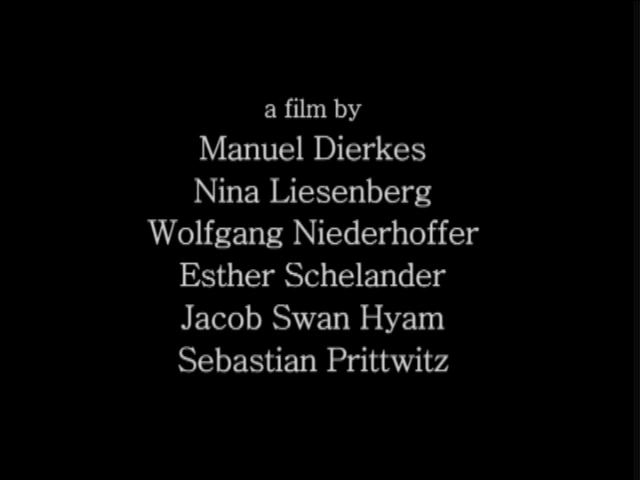 a film by
Manuel Dierkes
Nina Liesenberg
Wolfgang Niederhoffer
Esther Schelander
Jacob Swan Hyam
Sebastian Prittwitz